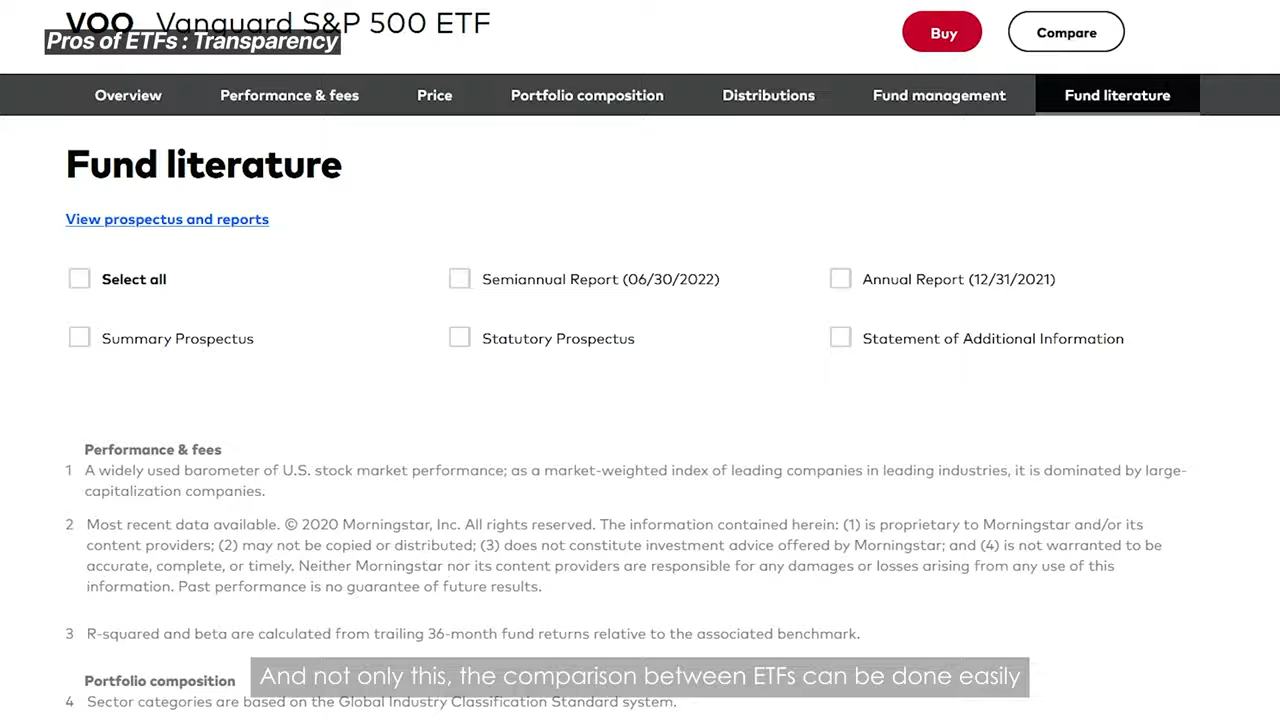 VOO Vanguard S&P 500 ETF
Pros of ETFs : Transparency
Buy
Compare
Overview
Performance & fees
Price
Portfolio composition
Distributions
Fund management
Fund literature
Fund literature
View prospectus and reports
Select all
Semiannual Report (06/30/2022)
Annual Report (12/31/2021)
Summary Prospectus
Statutory Prospectus
Statement of Additional Information
Performance & fees
1 A widely used barometer of U.S. stock market performance; as a market-weighted index of leading companies in leading industries, it is dominated by large-
capitalization companies.
2 Most recent data available. © 2020 Morningstar, Inc. All rights reserved. The information contained herein: (1) is proprietary to Morningstar and/or its
content providers; (2) may not be copied or distributed; (3) does not constitute investment advice offered by Morningstar; and (4) is not warranted to be
accurate, complete, or timely. Neither Morningstar nor its content providers are responsible for any damages or losses arising from any use of this
information. Past performance is no guarantee of future results.
3 R-squared and beta are calculated from trailing 36-month fund returns relative to the associated benchmark.
Portfolio composition
And not only this, the comparison between ETFs can be done easily
4 Sector categories are based on the Global Industry Classification Standard system.